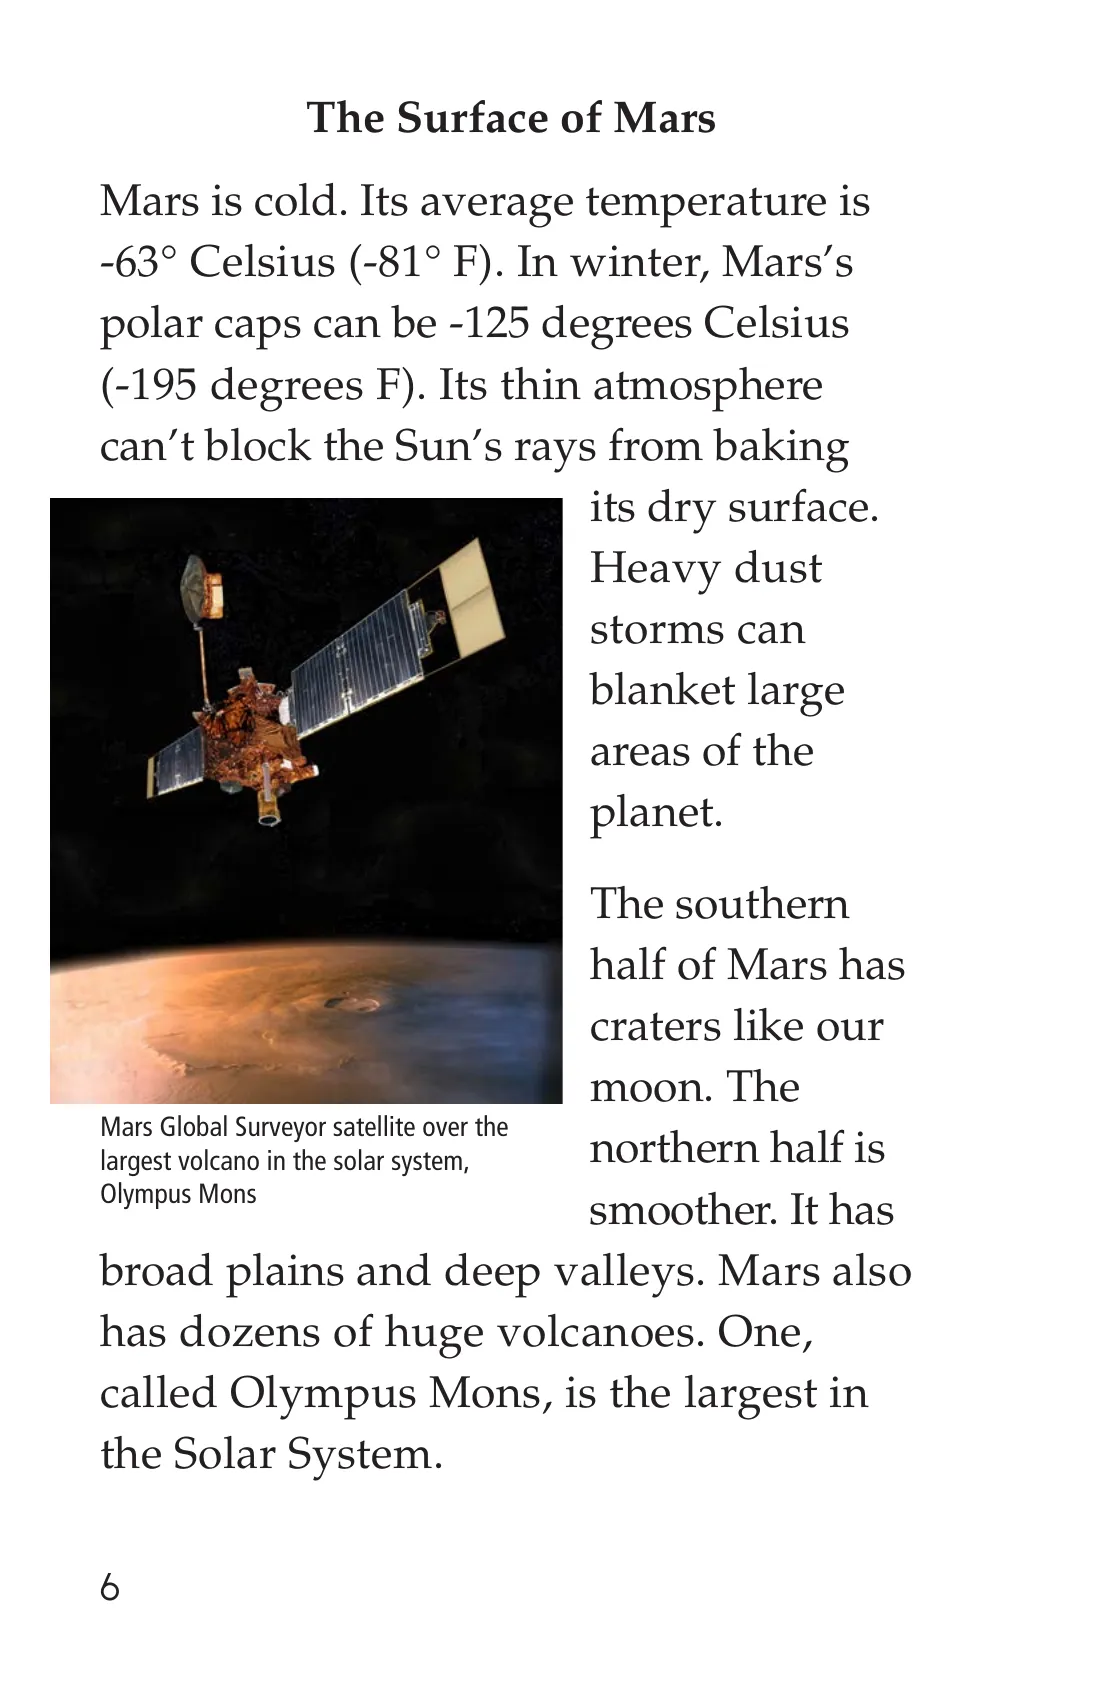 The Surface of Mars
Mars is cold. Its average temperature is
-63° Celsius (-81° F). In winter, Mars’s
polar caps can be -125 degrees Celsius
(-195 degrees F). Its thin atmosphere
can’t block the Sun’s rays from baking
its dry surface.
Heavy dust
storms can
blanket large
areas of the
planet.
The southern
half of Mars has
craters like our
moon. The
northern half is
smoother. It has
broad plains and deep valleys. Mars also
has dozens of huge volcanoes. One,
called Olympus Mons, is the largest in
the Solar System.
Mars Global Surveyor satellite over the
largest volcano in the solar system,
Olympus Mons
6